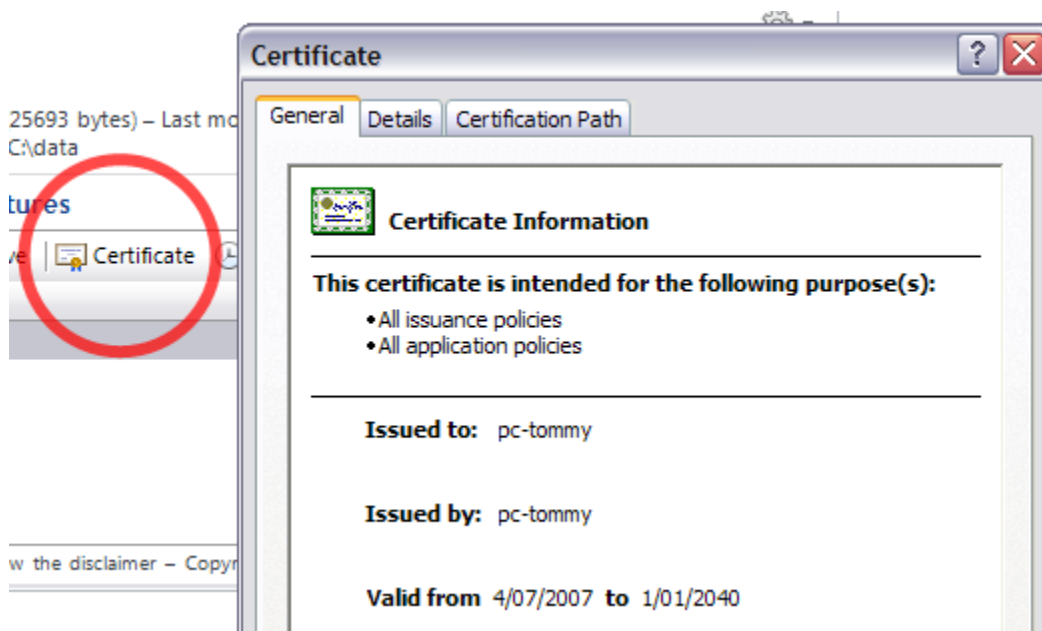 Certificate
?
General Details Certification Path
25693 bytes) – Last mo
C:\data
tures
Certificate
Certificate Information
This certificate is intended for the following purpose(s):
•All issuance policies
•All application policies
Issued to: pc-tommy
Issued by: pc-tommy
w the disclaimer – Copyr
Valid from 4/07/2007 to 1/01/2040